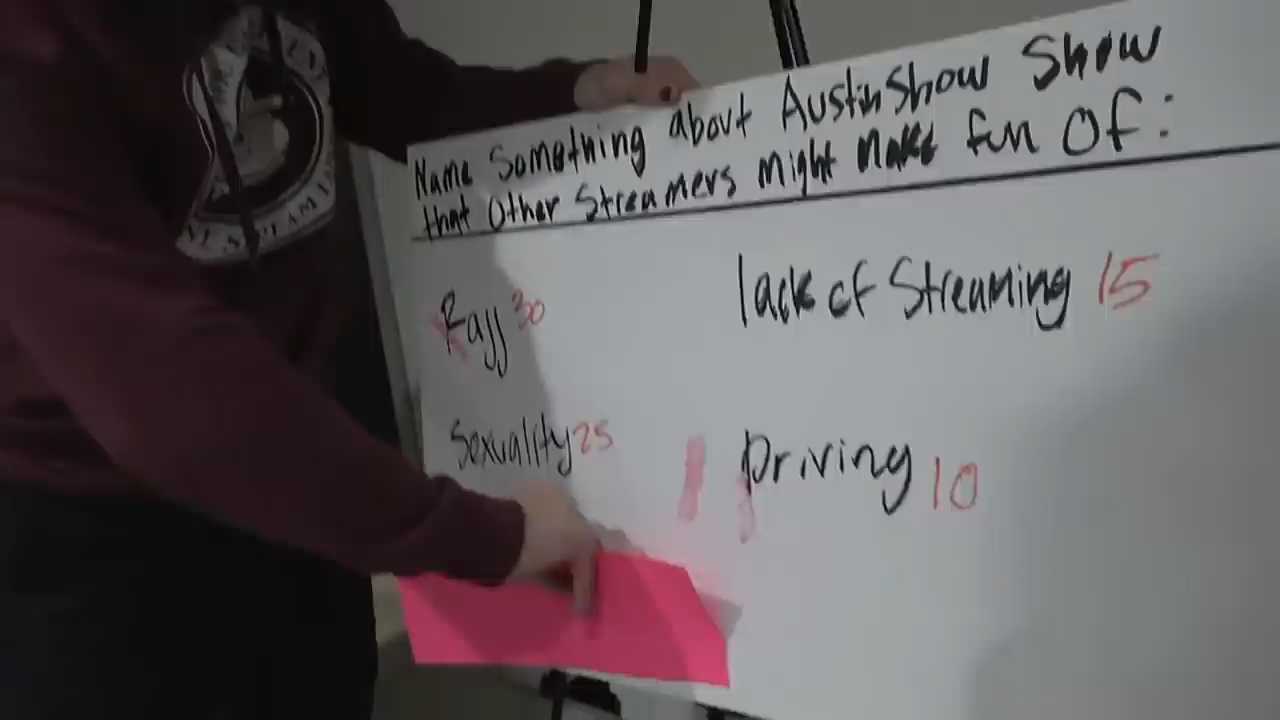 Name Something about AustinShow Show
that Other Streamers Might Make fun Of:
Rajj 30
Sexuality 25
lack of Streaming 15
Driving 10